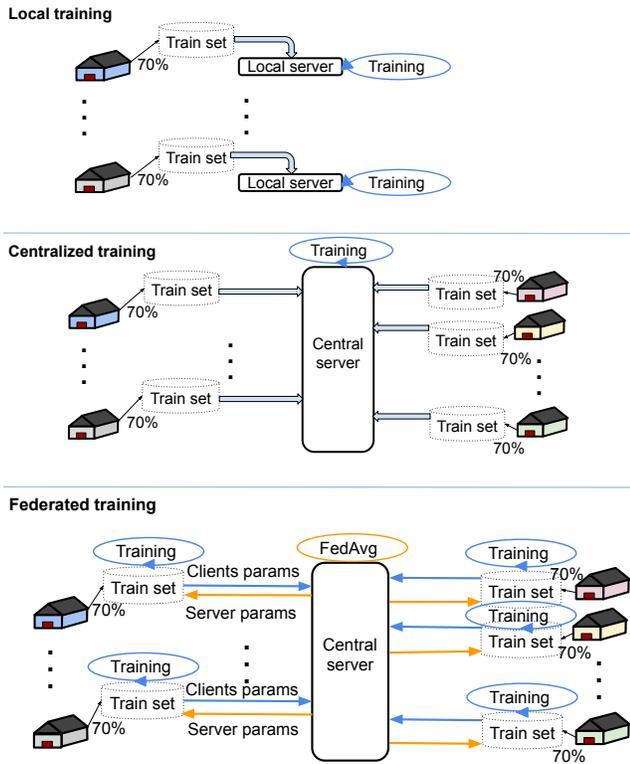 Local training
Train set
70%
Local server
Training
Train set
70%
Local server
Training
Centralized training
Training
Train set
70%
70%
Train set
Central
server
Train set
70%
Train set
70%
Train set
70%
Federated training
FedAvg
Training
Training
Clients params
70%
Train set
Train set
70%
Server params
Training
Train set
70%
Central
server
Training
Clients params
Train set
70%
Server params
Training
Train set
70%